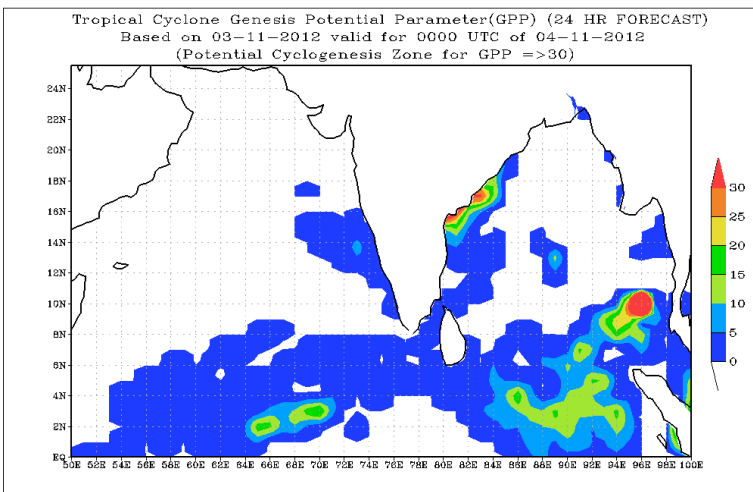 Tropical Cyclone Genesis Potential Parameter(GPP) (24 HR FORECAST)
Based on 03-11-2012 valid for 0000 UTC of 04-11-2012
(Potential Cyclogenesis Zone for GPP =>30)
24N
22N
20N
18N
16N
14N
12N
10N
8N
6N
4N
2N
EQ
50E 52E 54E 56E 58E 60E 62E 64E 66E 68E 70E 72E 74E 76E 78E 80E 82E 84E 86E 88E 90E 92E 94E 96E 98E 100E
30
25
20
15
10
5
0